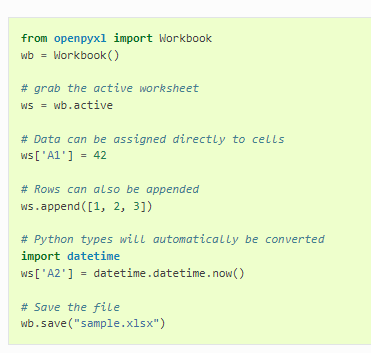 from openpyxl import Workbook
wb = Workbook()
# grab the active worksheet
ws = wb.active
# Data can be assigned directly to cells
ws['A1'] = 42
# Rows can also be appended
ws.append([1, 2, 3])
# Python types will automatically be converted
import datetime
ws['A2'] = datetime.datetime.now()
# Save the file
wb.save("sample.xlsx")